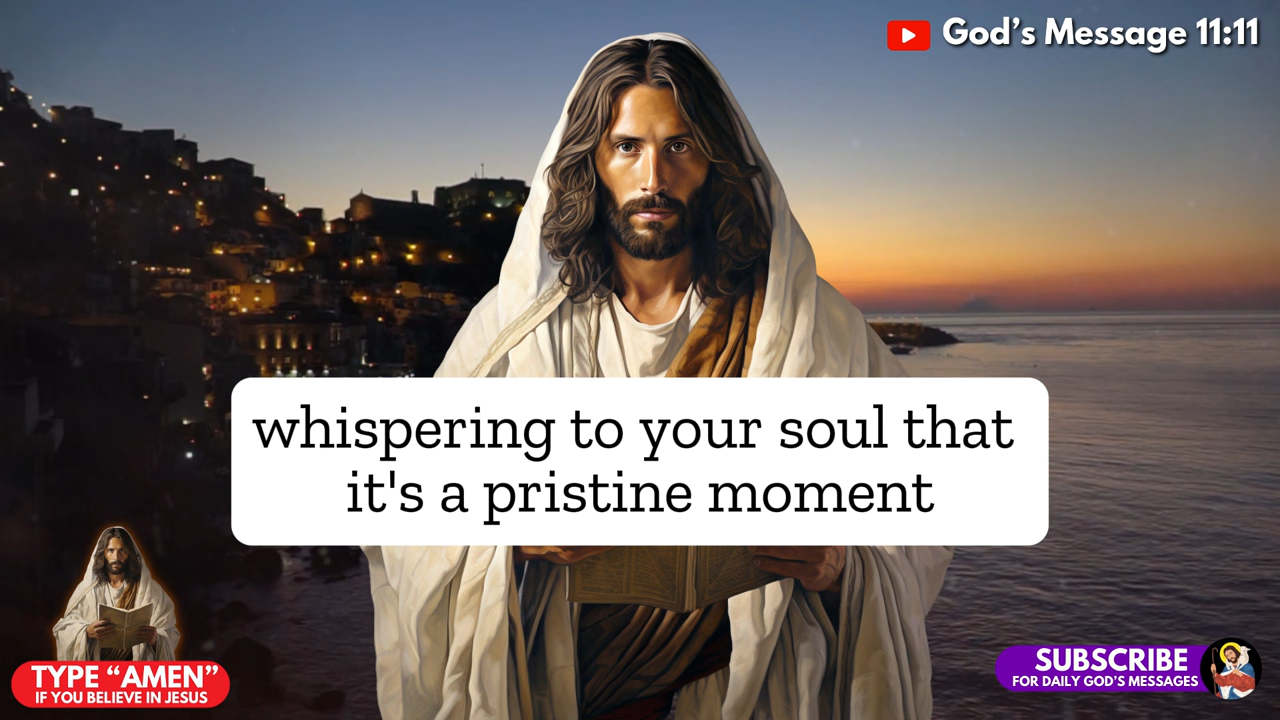 God's Message 11:11
whispering to your soul that
it's a pristine moment
TYPE “AMEN”
IF YOU BELIEVE IN JESUS
SUBSCRIBE
FOR DAILY GOD'S MESSAGES